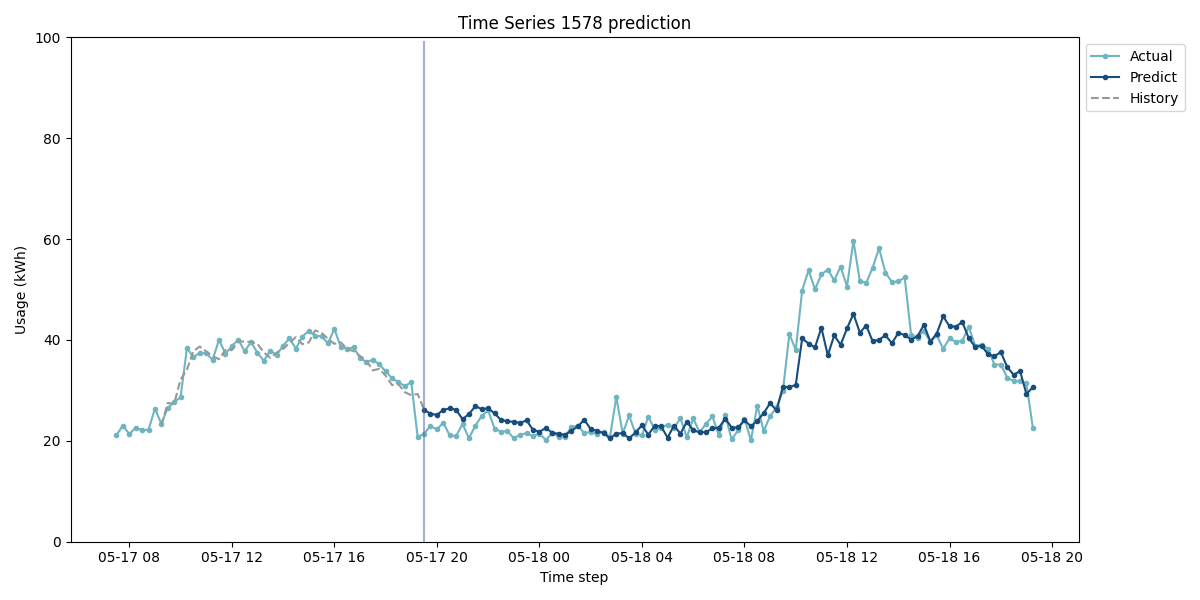 Time Series 1578 prediction
100
80
60
40
20
0
Usage (kWh)
05-17 08
05-17 12
05-17 16
05-17 20
05-18 00
05-18 04
05-18 08
05-18 12
05-18 16
05-18 20
Time step
Actual
Predict
History